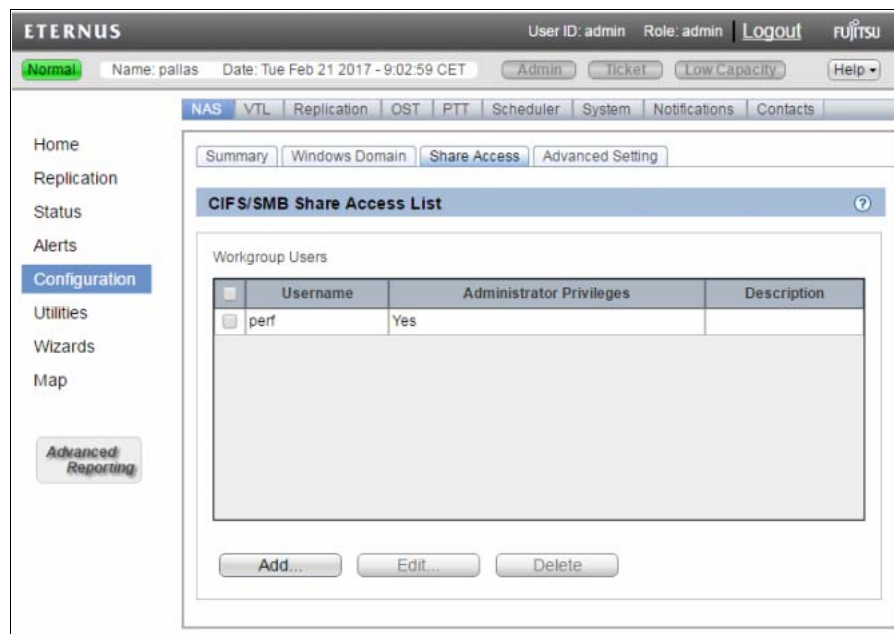 ETERNUS User ID: admin Role: admin Logout FUJITSU
Normal Name: pallas Date: Tue Feb 21 2017 - 9:02:59 CET Admin Ticket Low Capacity Help
NAS VTL Replication OST PTT Scheduler System Notifications Contacts
Home
Replication
Status
Alerts
Configuration
Utilities
Wizards
Map
Advanced
Reporting
Summary Windows Domain Share Access Advanced Setting
CIFS/SMB Share Access List ?
Workgroup Users
Username Administrator Privileges Description
perf Yes
Add... Edit... Delete